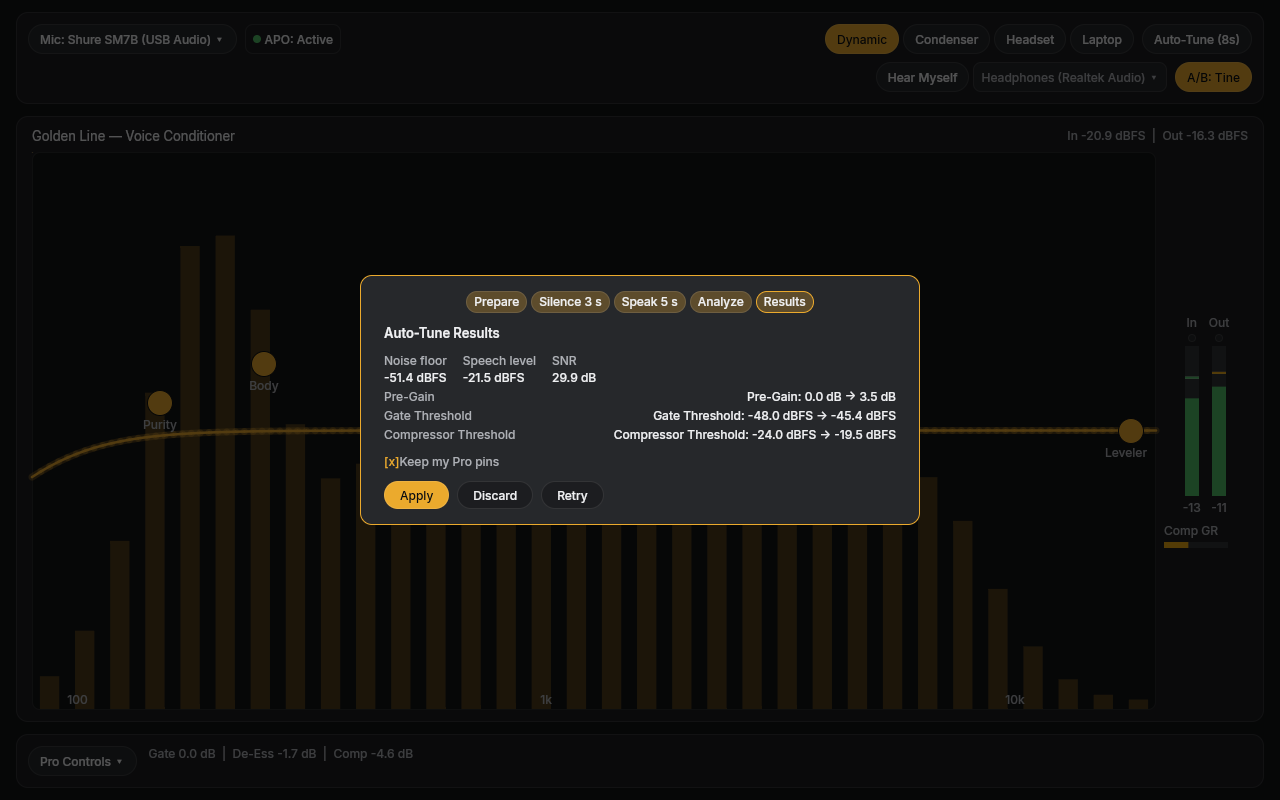 Mic: Shure SM7B (USB Audio) ▾
APO: Active
Dynamic
Condenser
Headset
Laptop
Auto-Tune (8s)
Hear Myself
Headphones (Realtek Audio) ▾
A/B: Tine
Golden Line — Voice Conditioner
In -20.9 dBFS | Out -16.3 dBFS
Prepare
Silence 3 s
Speak 5 s
Analyze
Results
Auto-Tune Results
Noise floor
Speech level
SNR
-51.4 dBFS
-21.5 dBFS
29.9 dB
Pre-Gain
Pre-Gain: 0.0 dB → 3.5 dB
Gate Threshold
Gate Threshold: -48.0 dBFS → -45.4 dBFS
Compressor Threshold
Compressor Threshold: -24.0 dBFS → -19.5 dBFS
[x]Keep my Pro pins
Apply
Discard
Retry
Purity
Body
Leveler
In
Out
-13
-11
Comp GR
100
1k
10k
Pro Controls ▾
Gate 0.0 dB | De-Ess -1.7 dB | Comp -4.6 dB